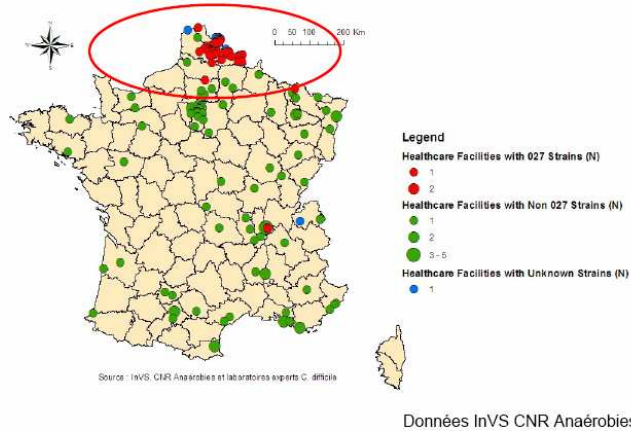 0 50 100 200 Km
Legend
Healthcare Facilities with 027 Strains (N)
1
2
Healthcare Facilities with Non 027 Strains (N)
1
2
3 - 5
Healthcare Facilities with Unknown Strains (N)
1
Source : InVS, CNR Anaérobies et laboratoires experts C. difficile
Données InVS CNR Anaérobies